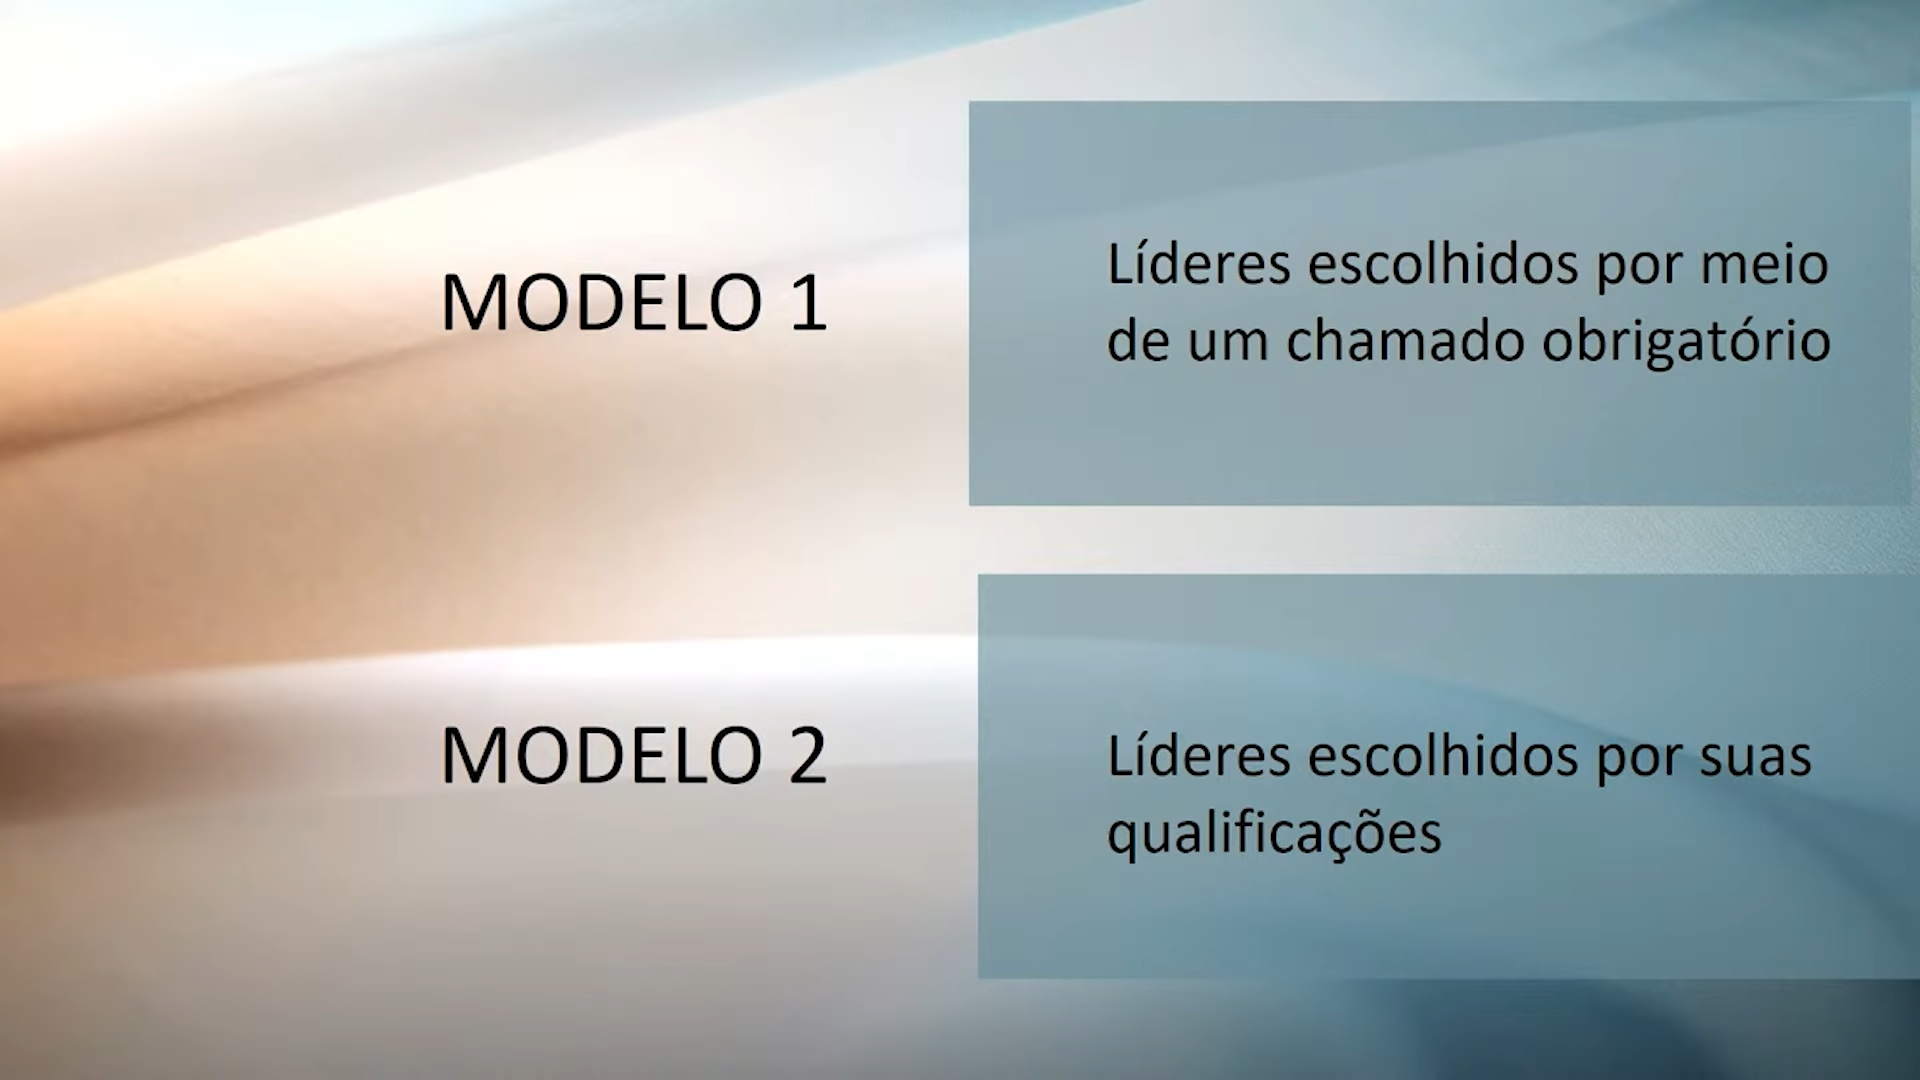 MODELO 1
Líderes escolhidos por meio
de um chamado obrigatório
MODELO 2
Líderes escolhidos por suas
qualificações